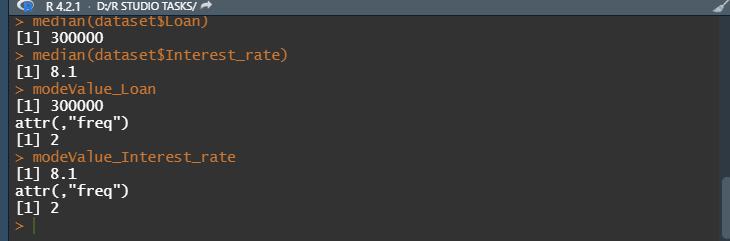 R 4.2.1 · D:/R STUDIO TASKS/
> median(dataset$Loan)
[1] 300000
> median(dataset$Interest_rate)
[1] 8.1
> modeValue_Loan
[1] 300000
attr(,"freq")
[1] 2
> modeValue_Interest_rate
[1] 8.1
attr(,"freq")
[1] 2
>